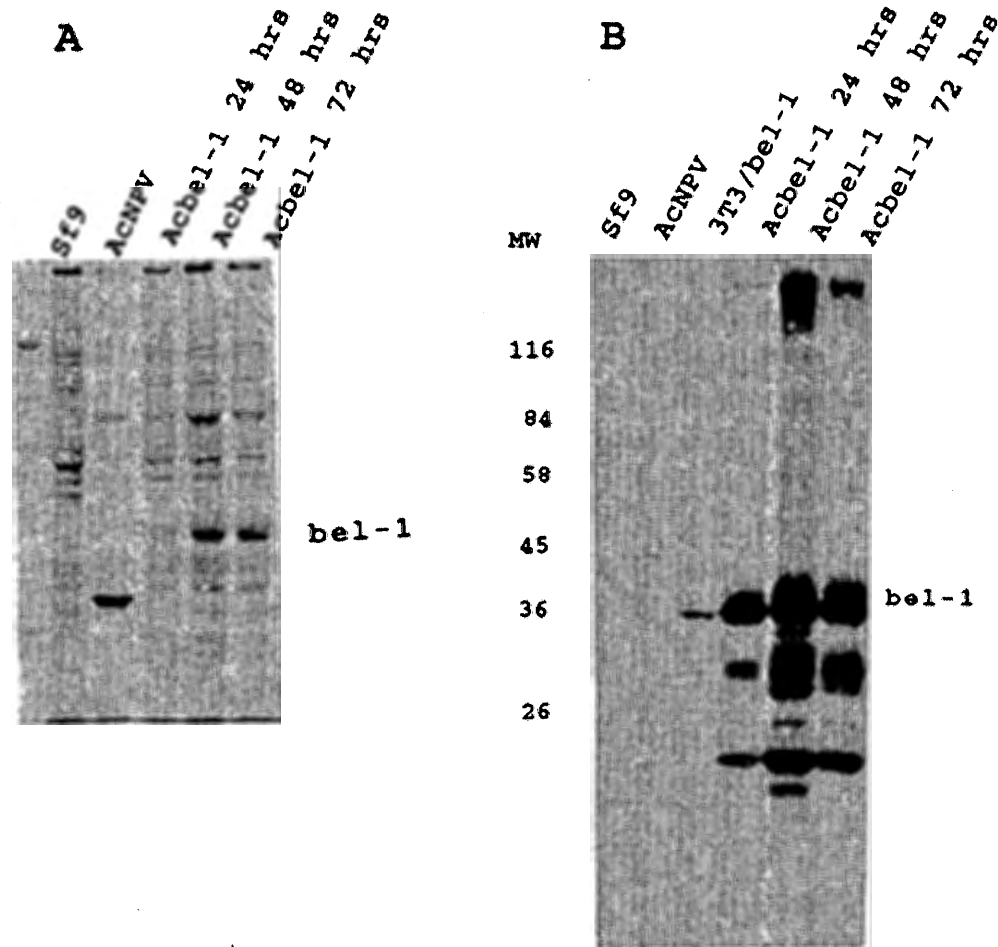 A
Sf9
AcNPV
Acbel-1 24 hrs
Acbel-1 48 hrs
Acbel-1 72 hrs
bel-1
B
Sf9
AcNPV
3T3/bel-1
Acbel-1 24 hrs
Acbel-1 48 hrs
Acbel-1 72 hrs
MW
116
84
58
45
36
26
bel-1